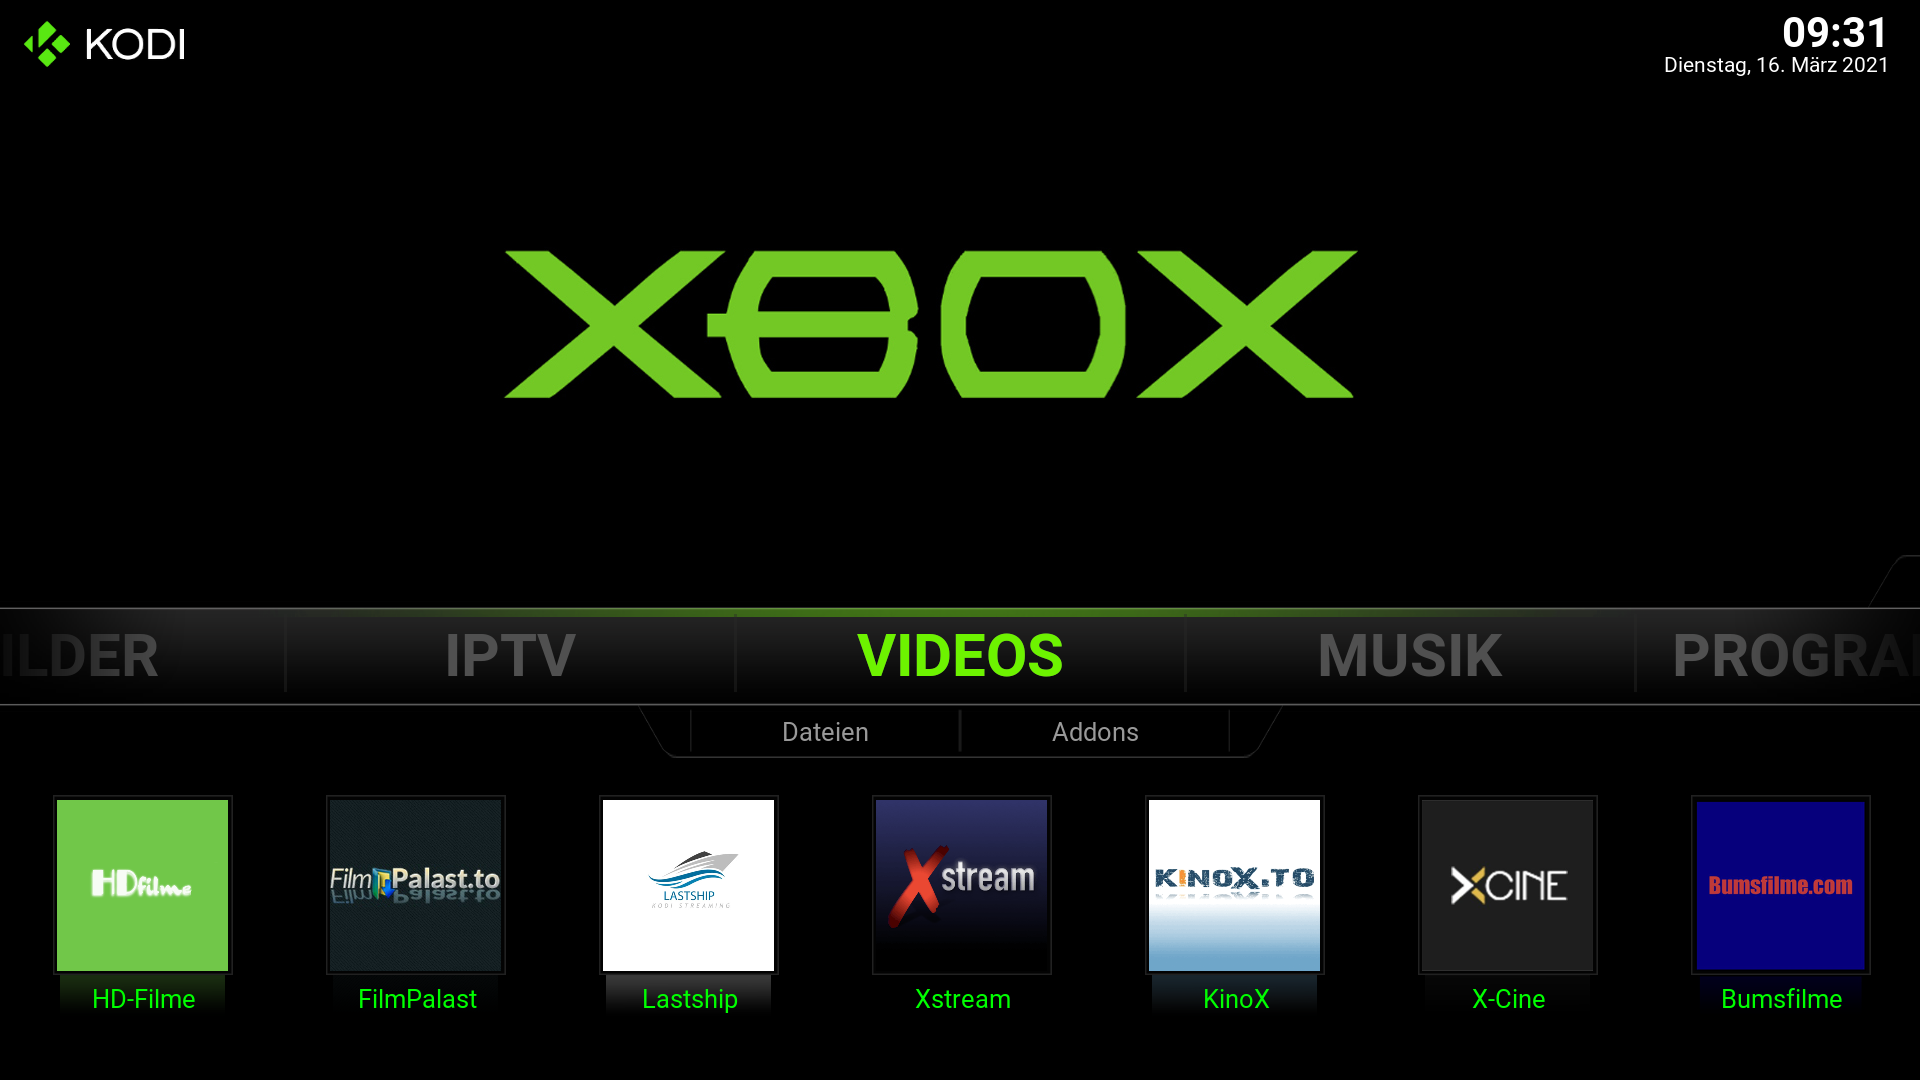 KODI
09:31
Dienstag, 16. März 2021
XBOX
ILDER IPTV VIDEOS MUSIK PROGRA
Dateien Addons
HDfilme FilmPalast.to LASTSHIP Xstream KINOX.TO XCINE Bumsfilme.com
KODI STREAMING
HD-Filme FilmPalast Lastship Xstream KinoX X-Cine Bumsfilme